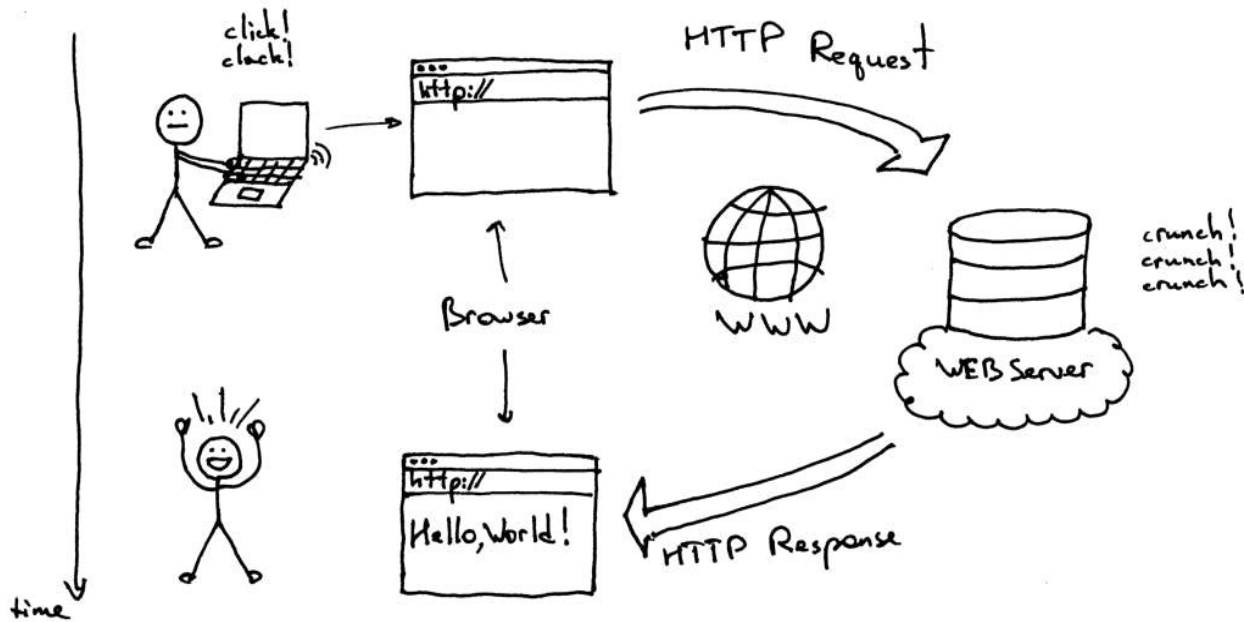 click!
clack!
HTTP Request
http://
crunch!
crunch!
crunch!
Browser
WWW
WEB Server
http://
Hello, World!
HTTP Response
time